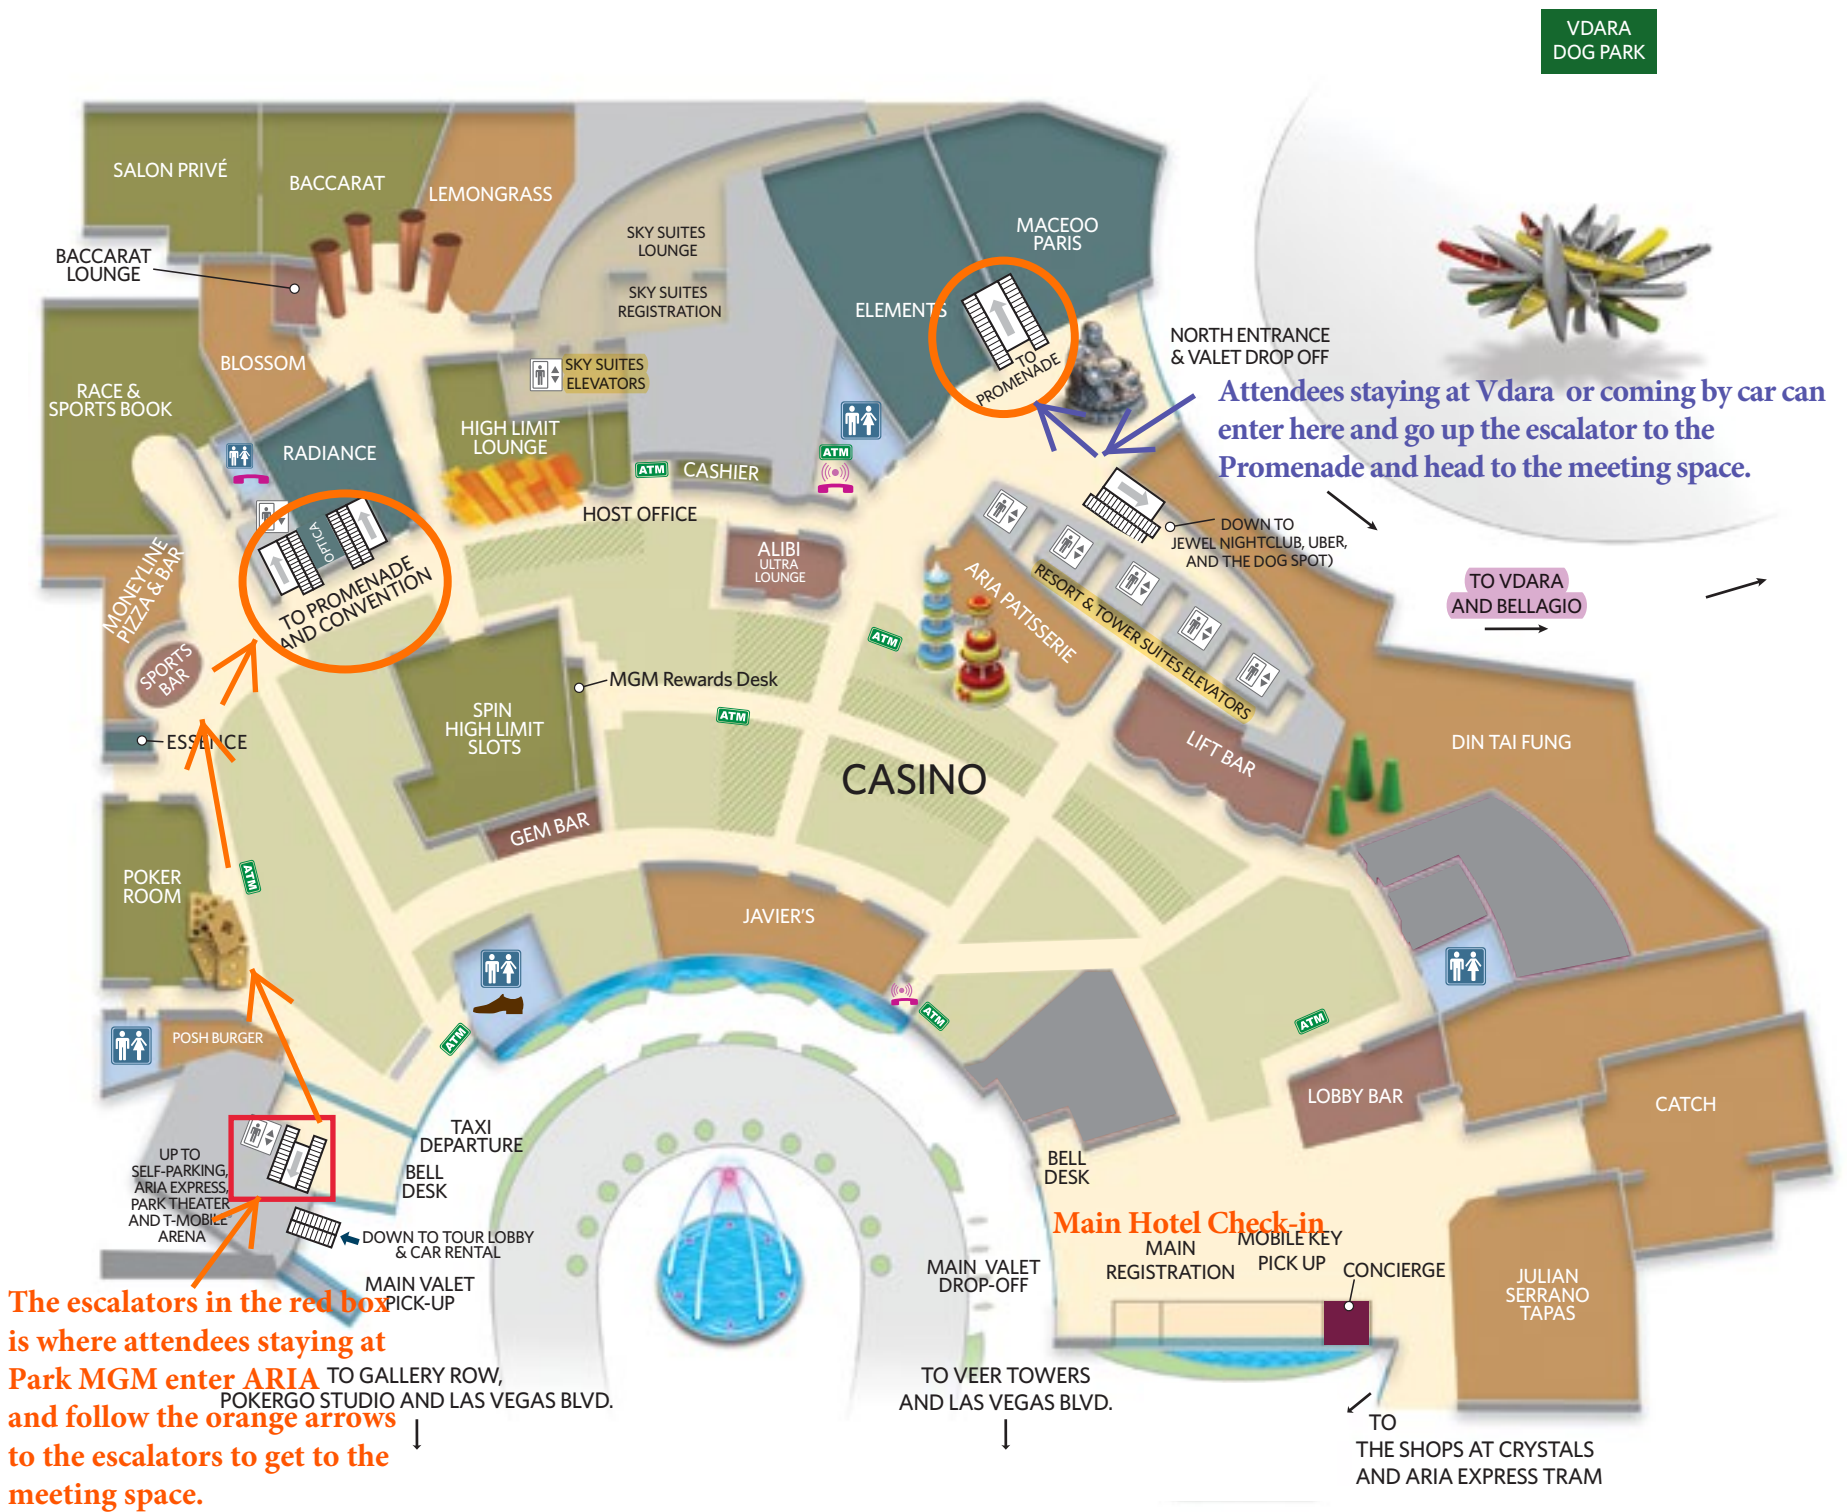 VDARA
DOG PARK
SALON PRIVÉ
BACCARAT
LEMONGRASS
BACCARAT
LOUNGE
SKY SUITES
LOUNGE
SKY SUITES
REGISTRATION
MACEOO
PARIS
ELEMENTS
TO
PROMENADE
NORTH ENTRANCE
& VALET DROP OFF
Attendees staying at Vdara or coming by car can
enter here and go up the escalator to the
Promenade and head to the meeting space.
BLOSSOM
SKY SUITES
ELEVATORS
RACE &
SPORTS BOOK
RADIANCE
HIGH LIMIT
LOUNGE
ATM
CASHIER
ATM
HOST OFFICE
OPTICA
TO PROMENADE
AND CONVENTION
MONEYLINE
PIZZA & BAR
SPORTS
BAR
ESSENCE
ALIBI
ULTRA
LOUNGE
ATM
ARIA PATISSERIE
RESORT & TOWER SUITES ELEVATORS
DOWN TO
JEWEL NIGHTCLUB, UBER,
AND THE DOG SPOT)
TO VDARA
AND BELLAGIO
MGM Rewards Desk
ATM
SPIN
HIGH LIMIT
SLOTS
GEM BAR
CASINO
LIFT BAR
DIN TAI FUNG
POKER
ROOM
ATM
JAVIER'S
ATM
ATM
ATM
POSH BURGER
LOBBY BAR
CATCH
TAXI
DEPARTURE
BELL
DESK
BELL
DESK
UP TO
SELF-PARKING,
ARIA EXPRESS,
PARK THEATER
AND T-MOBILE
ARENA
DOWN TO TOUR LOBBY
& CAR RENTAL
MAIN VALET
PICK-UP
MAIN VALET
DROP-OFF
Main Hotel Check-in
MAIN
REGISTRATION
MOBILE KEY
PICK UP
CONCIERGE
JULIAN
SERRANO
TAPAS
The escalators in the red box
is where attendees staying at
Park MGM enter ARIA
and follow the orange arrows
to the escalators to get to the
meeting space.
TO GALLERY ROW,
POKERGO STUDIO AND LAS VEGAS BLVD.
TO VEER TOWERS
AND LAS VEGAS BLVD.
TO
THE SHOPS AT CRYSTALS
AND ARIA EXPRESS TRAM